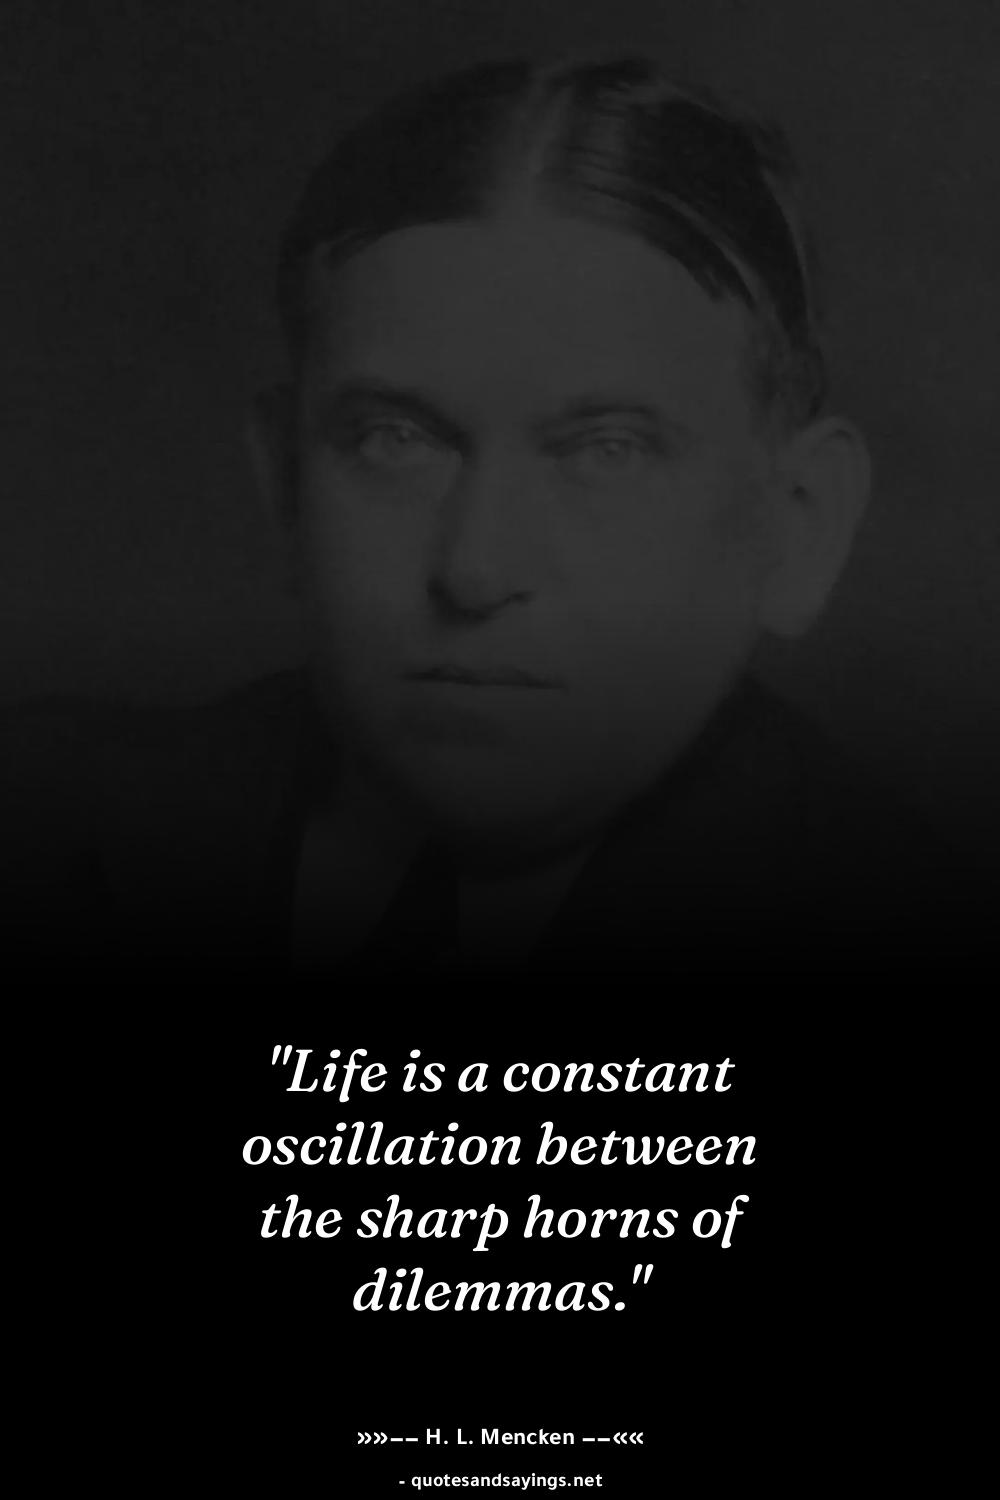 "Life is a constant
oscillation between
the sharp horns of
dilemmas."
»»−− H. L. Mencken −−««
- quotesandsayings.net